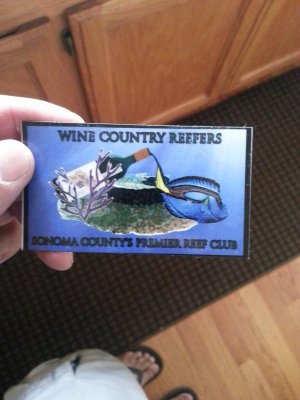 WINE COUNTRY REEFERS
SONOMA COUNTY'S PREMIER REEF CLUB